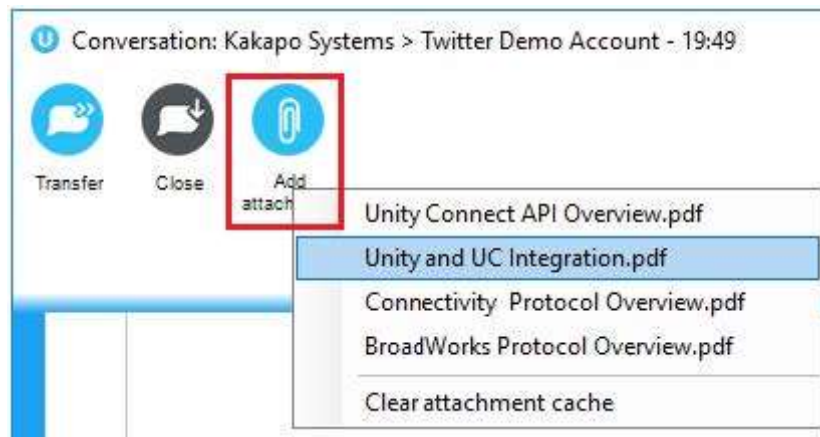 Conversation: Kakapo Systems > Twitter Demo Account - 19:49
Transfer
Close
Add
attach
Unity Connect API Overview.pdf
Unity and UC Integration.pdf
Connectivity Protocol Overview.pdf
BroadWorks Protocol Overview.pdf
Clear attachment cache